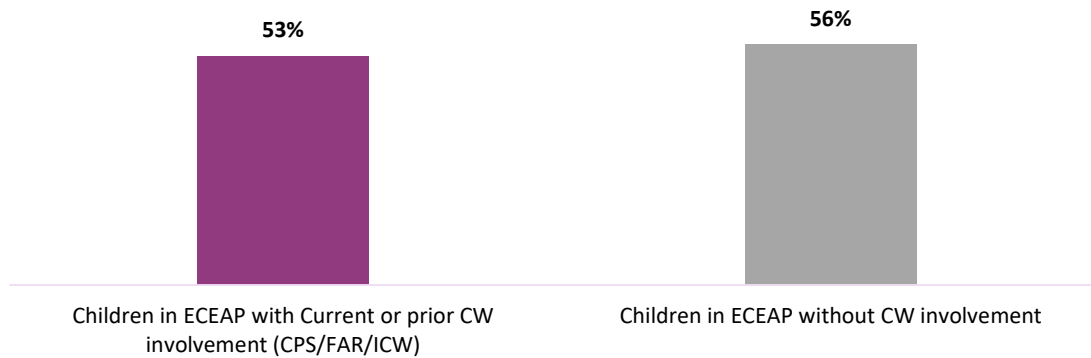 53%
56%
Children in ECEAP with Current or prior CW
involvement (CPS/FAR/ICW)
Children in ECEAP without CW involvement